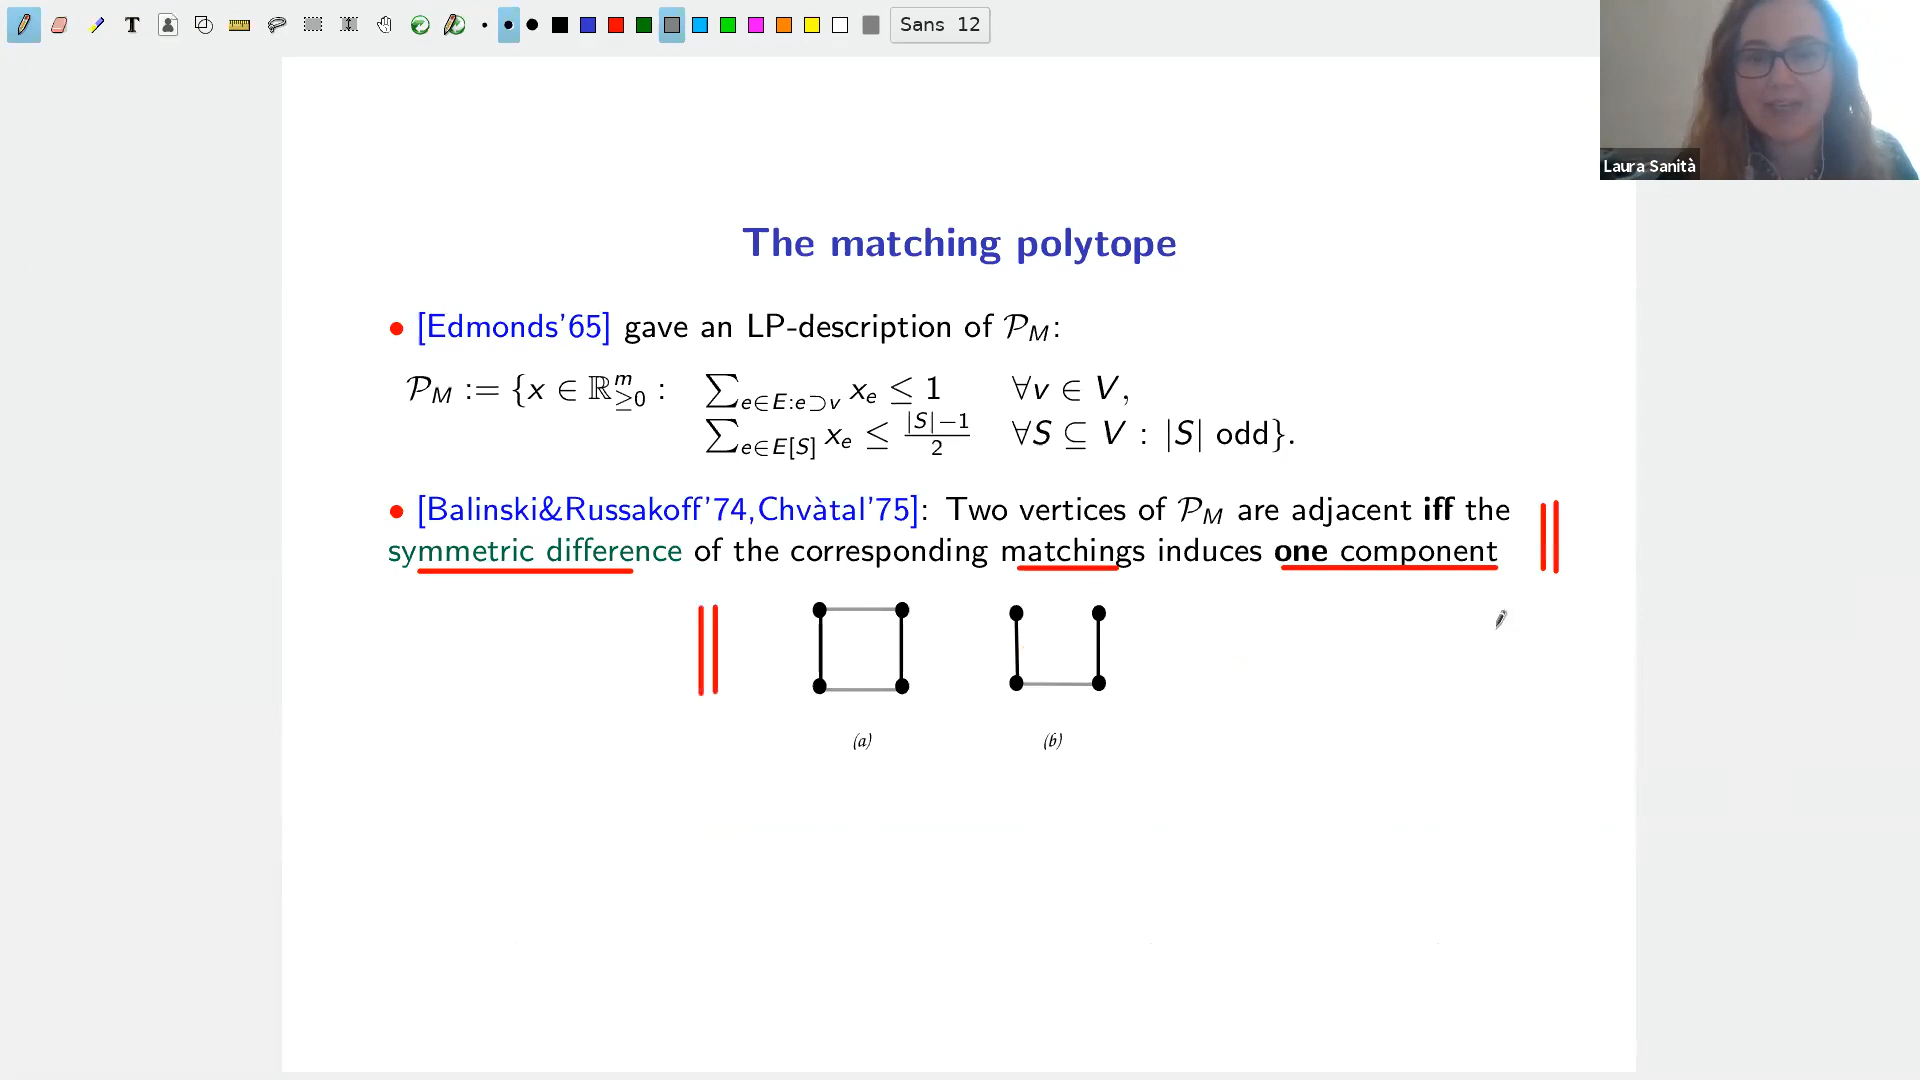 Sans 12
Laura Sanità
The matching polytope
• [Edmonds'65] gave an LP-description of 𝒫_M:
𝒫_M := {x ∈ ℝ^m_{≥0} : ∑_{e∈E:e⊃v} x_e ≤ 1 ∀v ∈ V,
∑_{e∈E[S]} x_e ≤ (|S|−1)/2 ∀S ⊆ V : |S| odd}.
• [Balinski&Russakoff'74,Chvàtal'75]: Two vertices of 𝒫_M are adjacent iff the
symmetric difference of the corresponding matchings induces one component
(a) (b)